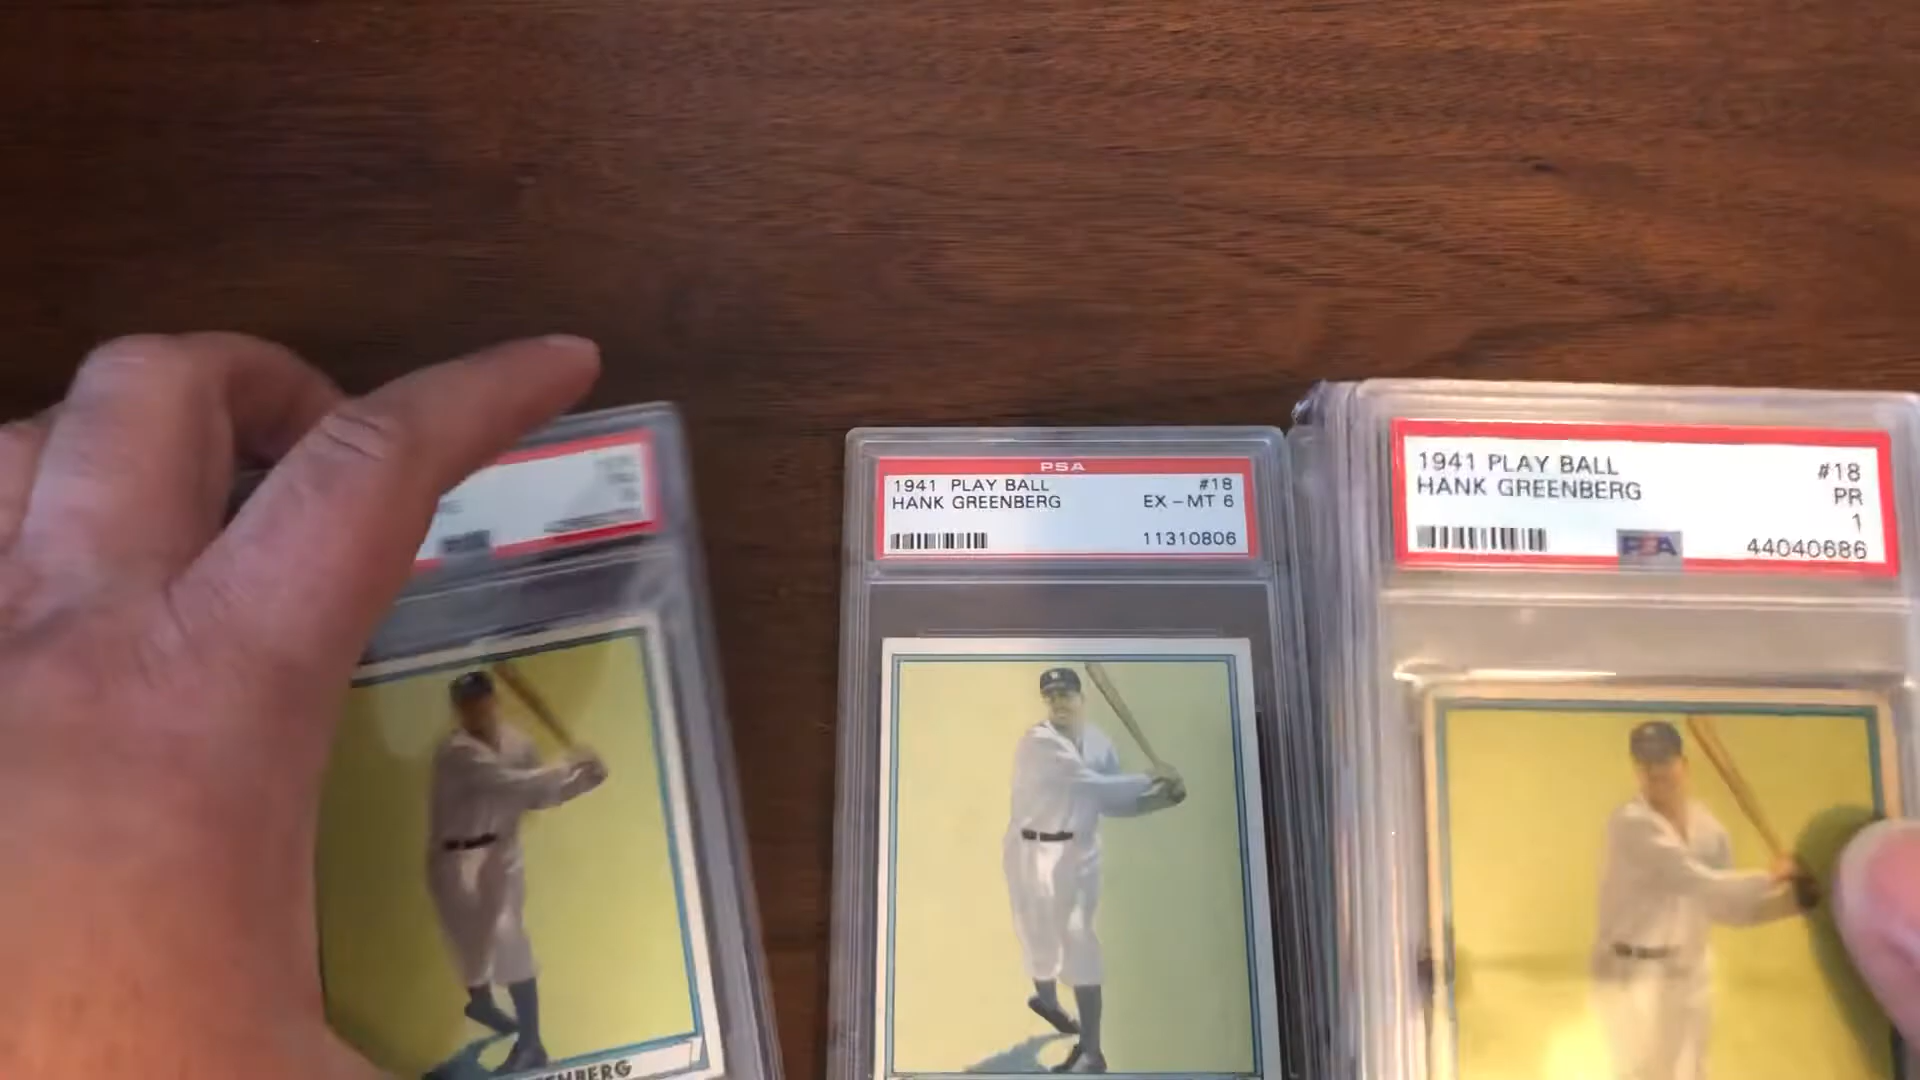 PSA
1941 PLAY BALL #18
HANK GREENBERG EX-MT 6
11310806
1941 PLAY BALL #18
HANK GREENBERG PR
1
PSA 44040686